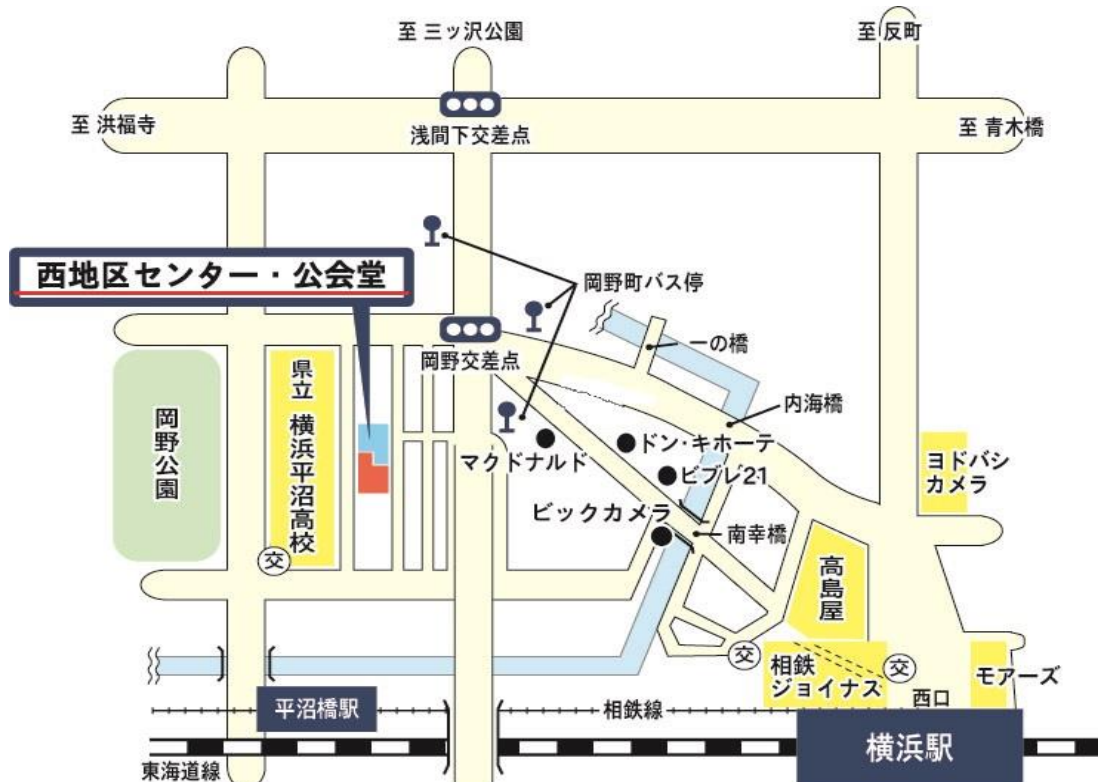 至 三ッ沢公園
至 反町
至 洪福寺
浅間下交差点
至 青木橋
西地区センター・公会堂
岡野町バス停
岡野交差点
一の橋
内海橋
岡野公園
県立 横浜平沼高校
マクドナルド
ドン・キホーテ
ビブレ21
ヨドバシ
カメラ
ビックカメラ
南幸橋
高島屋
交
交
交
相鉄
ジョイナス
モアーズ
西口
平沼橋駅
相鉄線
横浜駅
東海道線